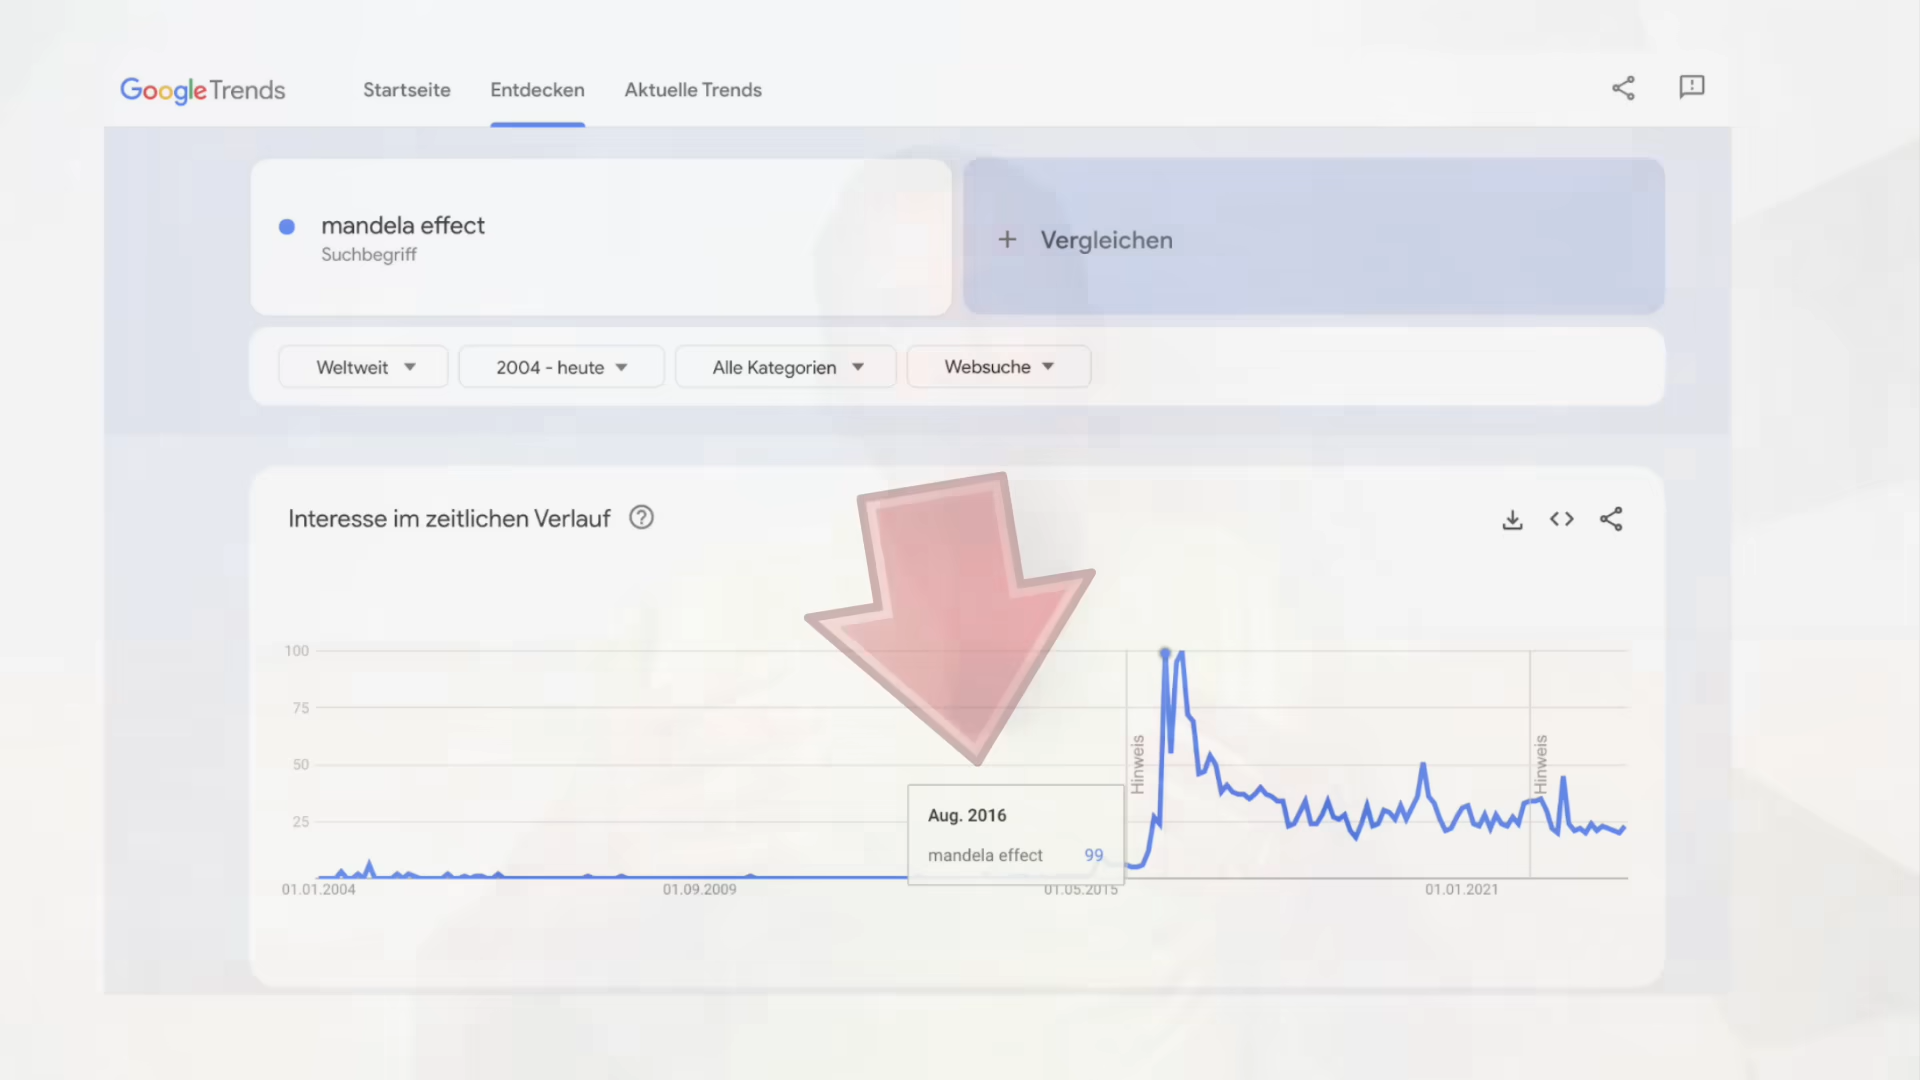 Google Trends
Startseite
Entdecken
Aktuelle Trends
mandela effect
Suchbegriff
+ Vergleichen
Weltweit
2004 - heute
Alle Kategorien
Websuche
Interesse im zeitlichen Verlauf
100
75
50
25
Hinweis
Hinweis
Aug. 2016
mandela effect 99
01.01.2004
01.09.2009
01.05.2015
01.01.2021